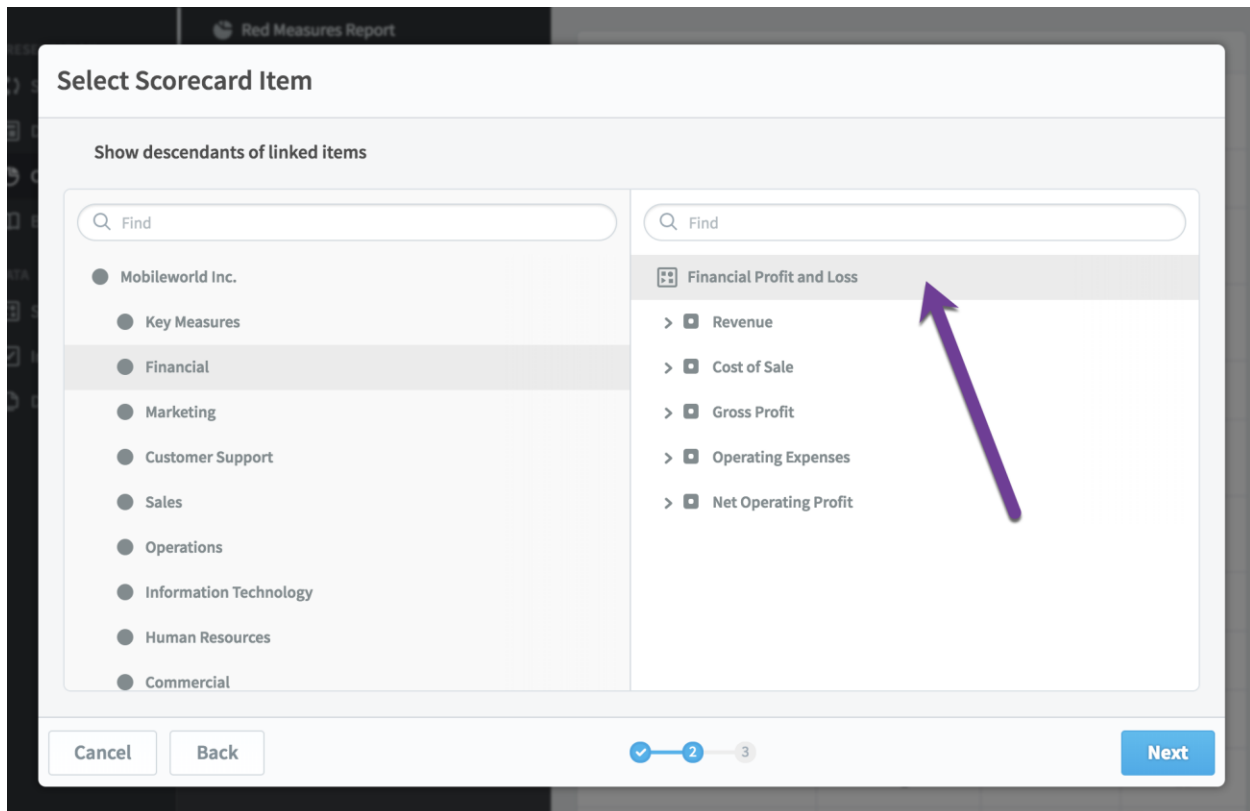 Red Measures Report
Select Scorecard Item
Show descendants of linked items
Find
Mobileworld Inc.
Key Measures
Financial
Marketing
Customer Support
Sales
Operations
Information Technology
Human Resources
Commercial
Find
Financial Profit and Loss
Revenue
Cost of Sale
Gross Profit
Operating Expenses
Net Operating Profit
Cancel
Back
2
3
Next